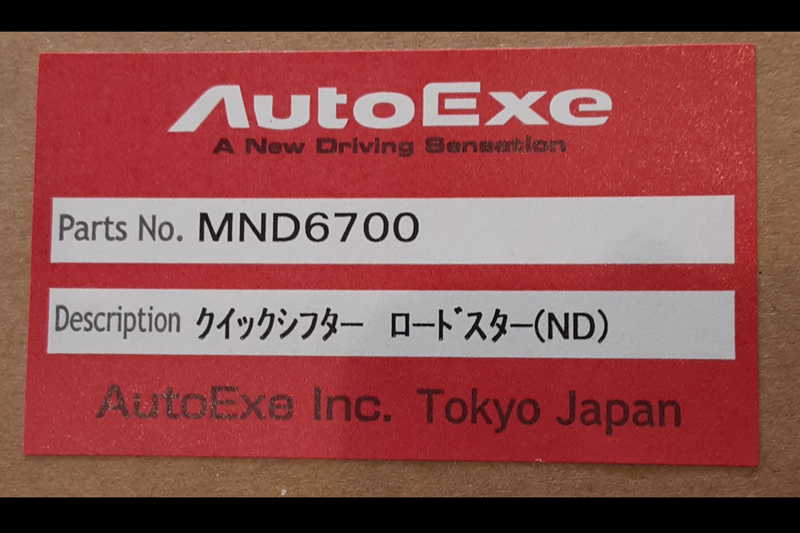 AutoExe
A New Driving Sensation
Parts No. MND6700
Description ｸｲｯｸｼﾌﾀｰ ﾛｰﾄﾞｽﾀｰ(ND)
AutoExe Inc. Tokyo Japan